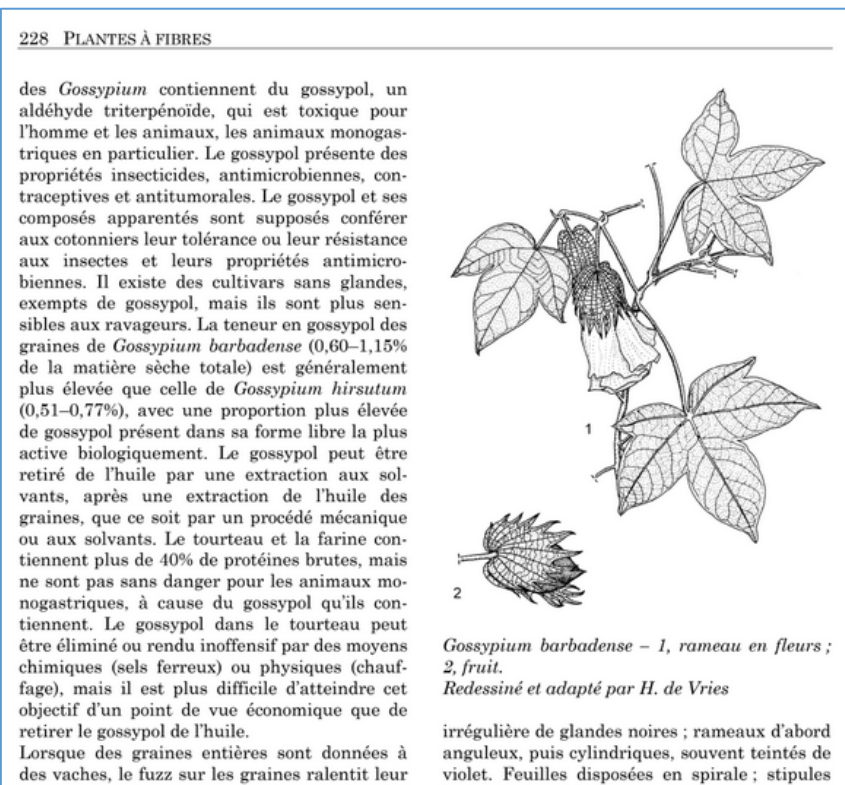 228 PLANTES À FIBRES
des Gossypium contiennent du gossypol, un
aldéhyde triterpénoïde, qui est toxique pour
l'homme et les animaux, les animaux monogas-
triques en particulier. Le gossypol présente des
propriétés insecticides, antimicrobiennes, con-
traceptives et antitumorales. Le gossypol et ses
composés apparentés sont supposés conférer
aux cotonniers leur tolérance ou leur résistance
aux insectes et leurs propriétés antimicro-
biennes. Il existe des cultivars sans glandes,
exempts de gossypol, mais ils sont plus sen-
sibles aux ravageurs. La teneur en gossypol des
graines de Gossypium barbadense (0,60–1,15%
de la matière sèche totale) est généralement
plus élevée que celle de Gossypium hirsutum
(0,51–0,77%), avec une proportion plus élevée
de gossypol présent dans sa forme libre la plus
active biologiquement. Le gossypol peut être
retiré de l'huile par une extraction aux sol-
vants, après une extraction de l'huile des
graines, que ce soit par un procédé mécanique
ou aux solvants. Le tourteau et la farine con-
tiennent plus de 40% de protéines brutes, mais
ne sont pas sans danger pour les animaux mo-
nogastriques, à cause du gossypol qu'ils con-
tiennent. Le gossypol dans le tourteau peut
être éliminé ou rendu inoffensif par des moyens
chimiques (sels ferreux) ou physiques (chauf-
fage), mais il est plus difficile d'atteindre cet
objectif d'un point de vue économique que de
retirer le gossypol de l'huile.
Lorsque des graines entières sont données à
des vaches, le fuzz sur les graines ralentit leur
1
2
Gossypium barbadense – 1, rameau en fleurs ;
2, fruit.
Redessiné et adapté par H. de Vries
irrégulière de glandes noires ; rameaux d'abord
anguleux, puis cylindriques, souvent teintés de
violet. Feuilles disposées en spirale ; stipules